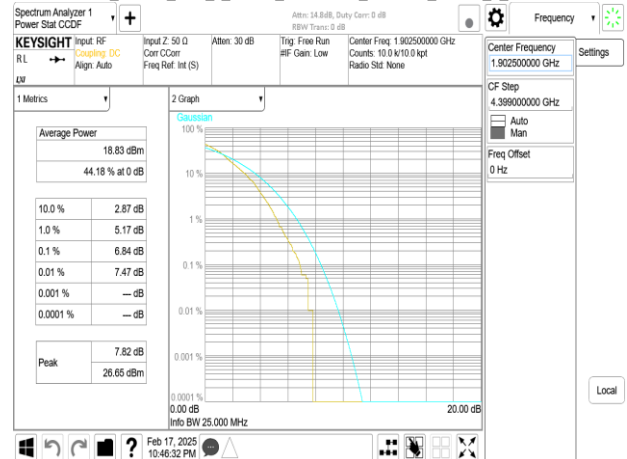 Spectrum Analyzer 1
Power Stat CCDF
Attn: 14.8dB, Duty Corr: 0 dB
RBW Trans: 0 dB
Frequency
KEYSIGHT
RL
LXI
Input: RF
Coupling: DC
Align: Auto
Input Z: 50 Ω
Corr CCorr
Freq Ref: Int (S)
Atten: 30 dB
Trig: Free Run
#IF Gain: Low
Center Freq: 1.902500000 GHz
Counts: 10.0 k/10.0 kpt
Radio Std: None
Center Frequency
1.902500000 GHz
Settings
CF Step
4.399000000 GHz
Auto
Man
Freq Offset
0 Hz
1 Metrics
2 Graph
Average Power
18.83 dBm
44.18 % at 0 dB
10.0 % 2.87 dB
1.0 % 5.17 dB
0.1 % 6.84 dB
0.01 % 7.47 dB
0.001 % --- dB
0.0001 % --- dB
Peak
7.82 dB
26.65 dBm
Gaussian
100 %
10 %
1 %
0.1 %
0.01 %
0.001 %
0.0001 %
0.00 dB 20.00 dB
Info BW 25.000 MHz
Local
?
Feb 17, 2025
10:46:32 PM